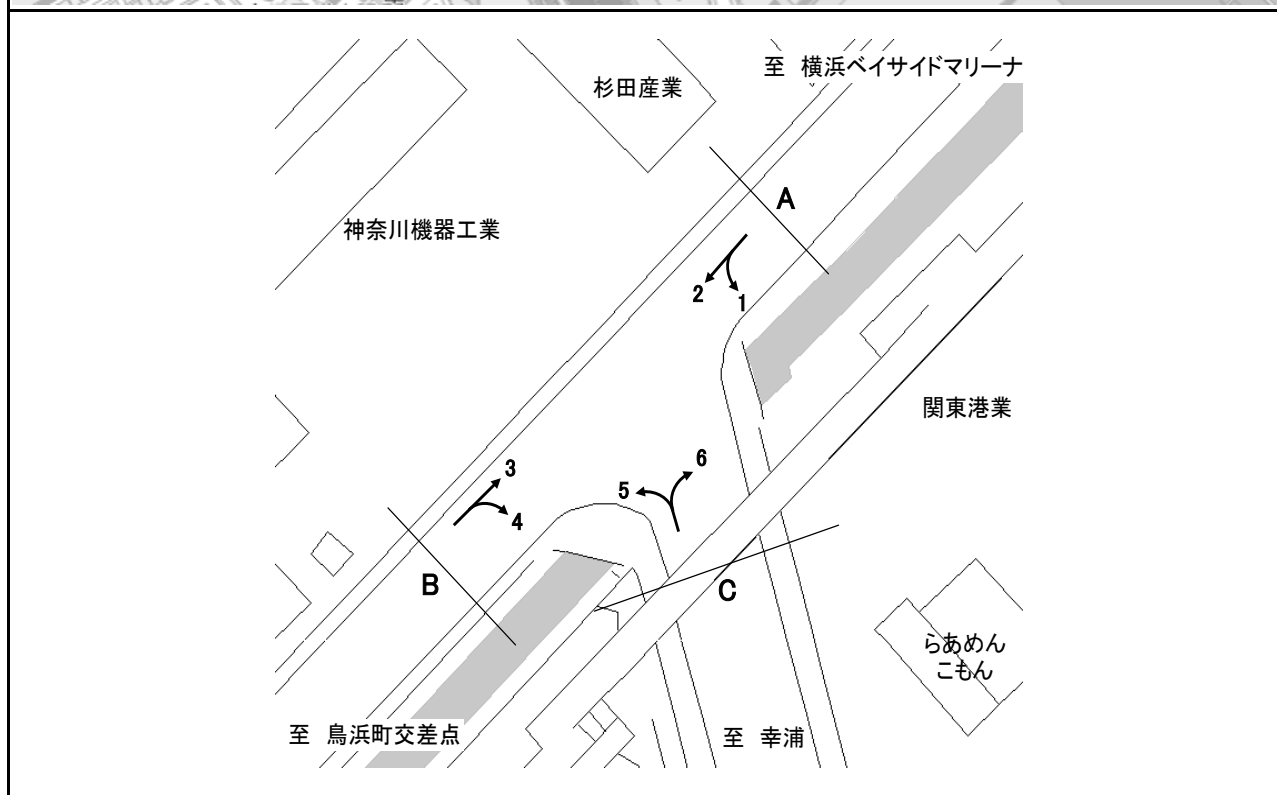 至 横浜ベイサイドマリーナ
杉田産業
A
神奈川機器工業
2
1
関東港業
3
4
5
6
B
C
らあめん
こもん
至 鳥浜町交差点
至 幸浦